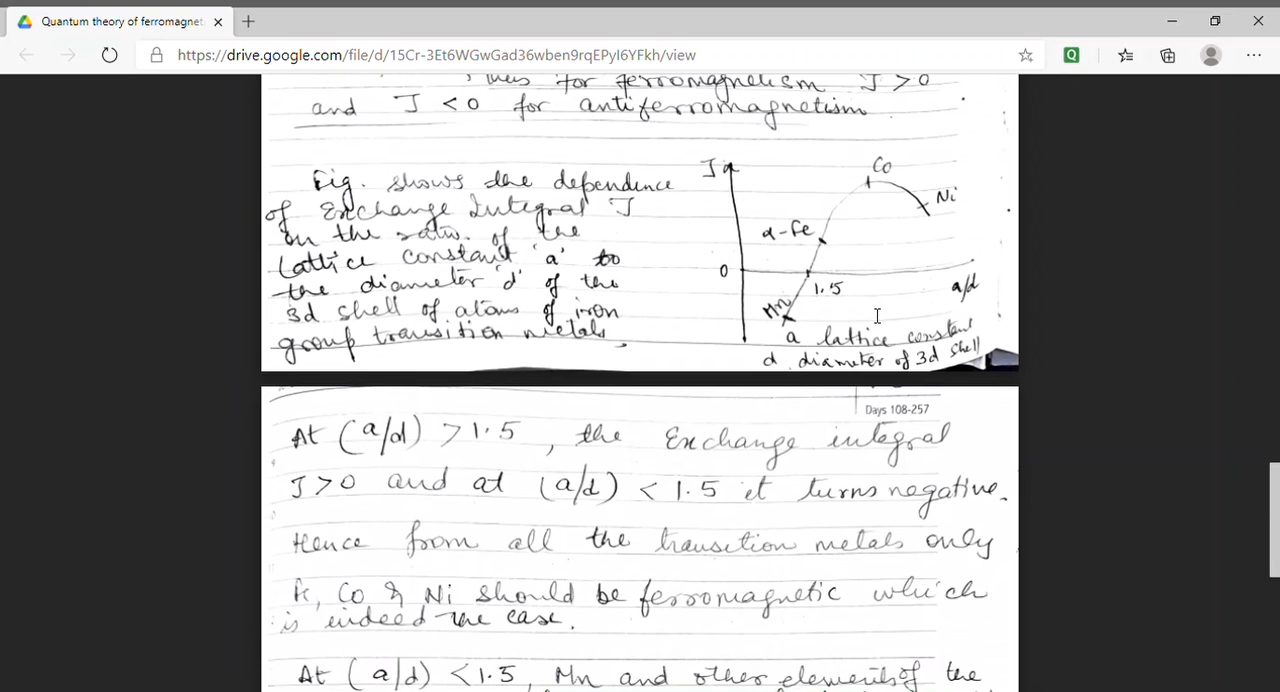 Quantum theory of ferromagnet
https://drive.google.com/file/d/15Cr-3Et6WGwGad36wben9rqEPyI6YFkh/view
for ferromagnetism J > 0
and J < 0 for antiferromagnetism
Fig. shows the dependence
of Exchange Integral J
on the ratio of the
lattice constant 'a' to
the diameter 'd' of the
3d shell of atoms of iron
group transition metals.
J
Co
Ni
α-Fe
0
1.5
a/d
Mn
a lattice constant
d diameter of 3d shell
Days 108-257
At (a/d) > 1.5, the Exchange integral
J > 0 and at (a/d) < 1.5 it turns negative.
Hence from all the transition metals only
Fe, Co & Ni should be ferromagnetic which
is indeed the case.
At (a/d) < 1.5, Mn and other elements of the